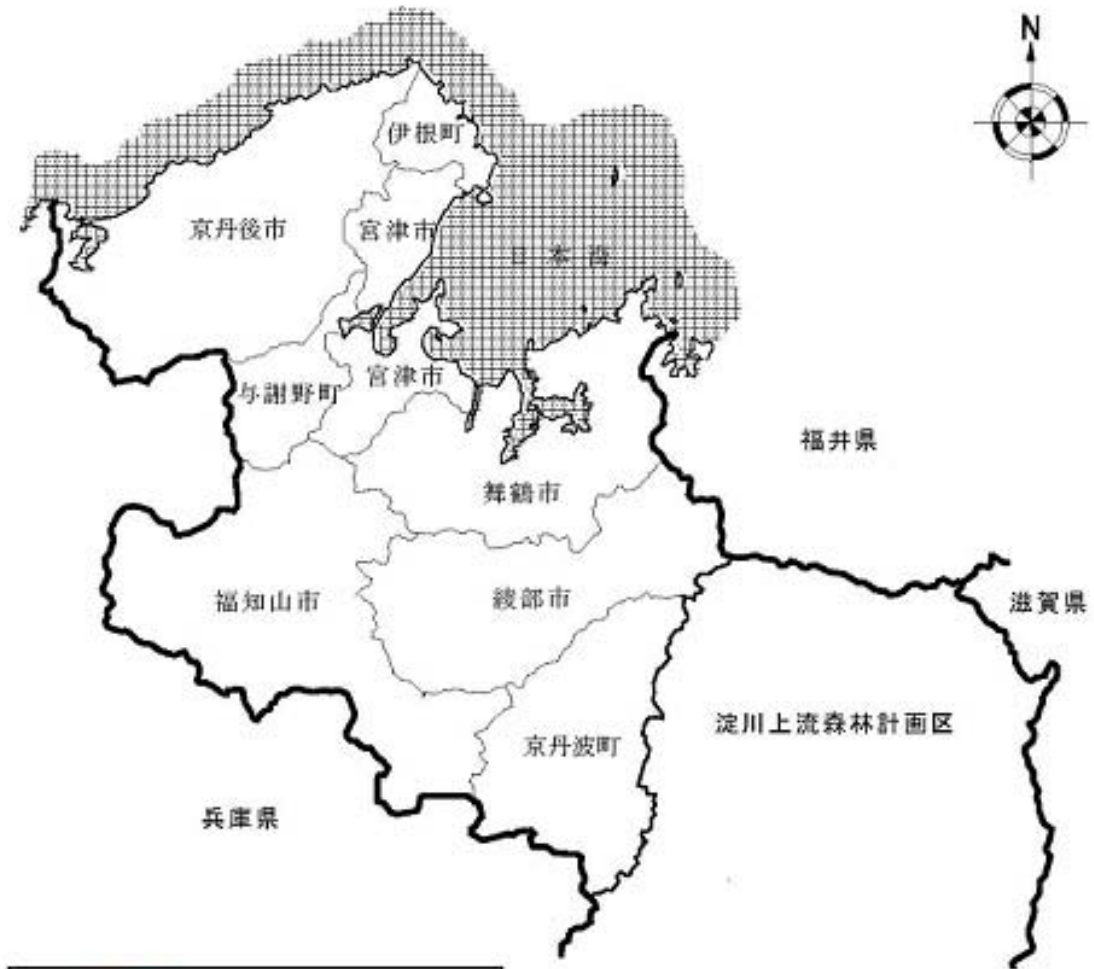 N
伊根町
京丹後市
宮津市
日本海
与謝野町
宮津市
福井県
舞鶴市
福知山市
綾部市
滋賀県
淀川上流森林計画区
京丹波町
兵庫県